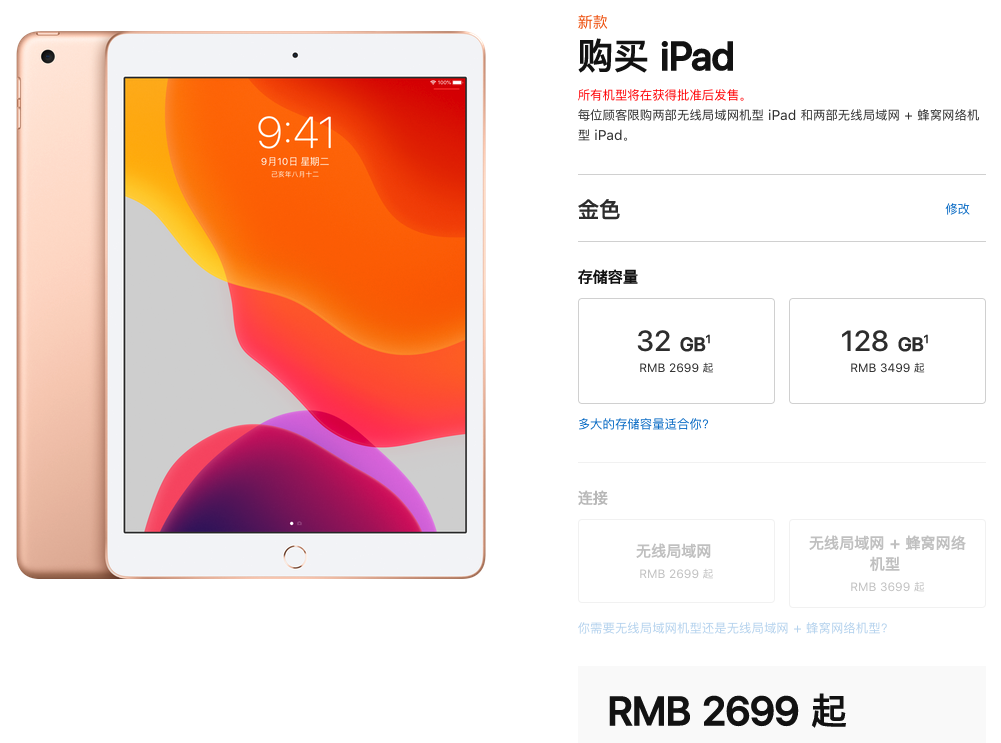 100%
9:41
9月10日 星期二
己亥年八月十二
新款
购买 iPad
所有机型将在获得批准后发售。
每位顾客限购两部无线局域网机型 iPad 和两部无线局域网 + 蜂窝网络机
型 iPad。
金色
修改
存储容量
32 GB¹
RMB 2699 起
128 GB¹
RMB 3499 起
多大的存储容量适合你?
连接
无线局域网
RMB 2699 起
无线局域网 + 蜂窝网络
机型
RMB 3699 起
你需要无线局域网机型还是无线局域网 + 蜂窝网络机型?
RMB 2699 起